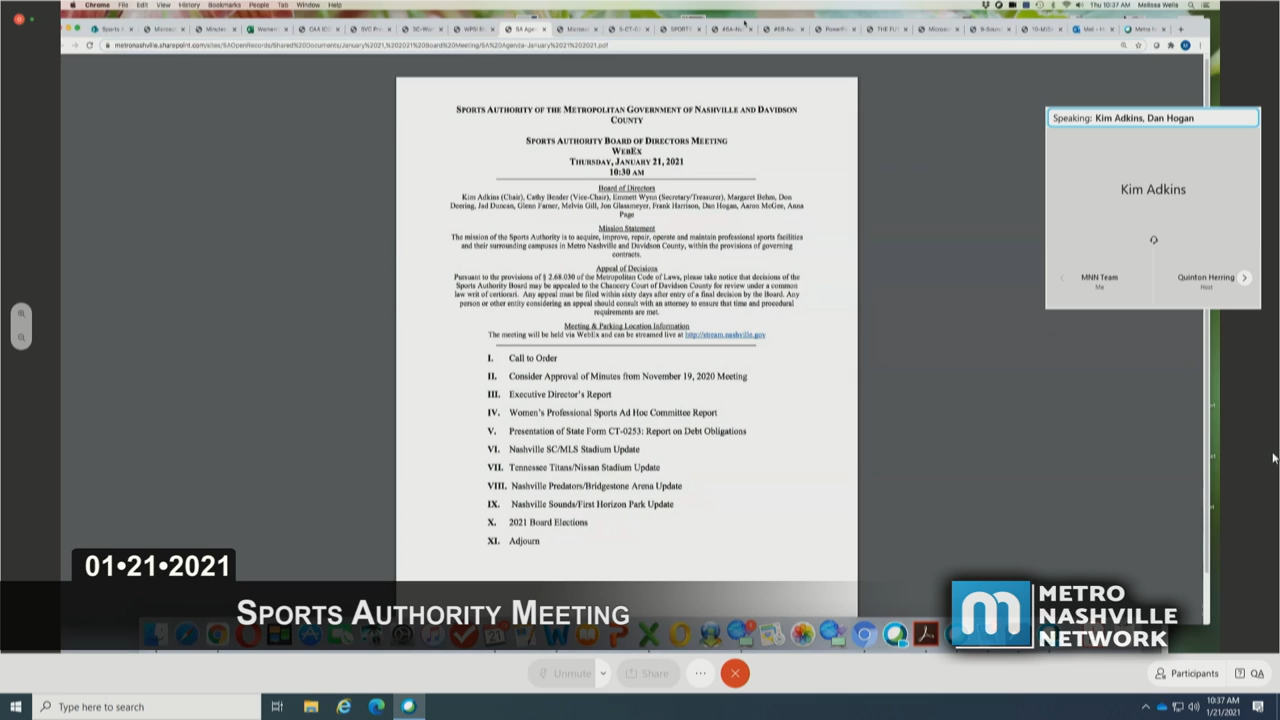 Chrome File Edit View History Bookmarks People Tab Window Help
Thu 10:37 AM Melissa Wells
SPORTS AUTHORITY OF THE METROPOLITAN GOVERNMENT OF NASHVILLE AND DAVIDSON
COUNTY
SPORTS AUTHORITY BOARD OF DIRECTORS MEETING
WEBEX
THURSDAY, JANUARY 21, 2021
10:30 AM
Board of Directors
Kim Adkins (Chair), Cathy Bender (Vice-Chair), Emmett Wynn (Secretary/Treasurer), Margaret Behm, Don
Deering, Jad Duncan, Glenn Farner, Melvin Gill, Jon Glassmeyer, Frank Harrison, Dan Hogan, Aaron McGee, Anna
Page
Mission Statement
The mission of the Sports Authority is to acquire, improve, repair, operate and maintain professional sports facilities
and their surrounding campuses in Metro Nashville and Davidson County, within the provisions of governing
contracts.
Appeal of Decisions
Pursuant to the provisions of § 2.68.030 of the Metropolitan Code of Laws, please take notice that decisions of the
Sports Authority Board may be appealed to the Chancery Court of Davidson County for review under a common
law writ of certiorari. Any appeal must be filed within sixty days after entry of a final decision by the Board. Any
person or other entity considering an appeal should consult with an attorney to ensure that time and procedural
requirements are met.
Meeting & Parking Location Information
The meeting will be held via WebEx and can be streamed live at http://stream.nashville.gov
I. Call to Order
II. Consider Approval of Minutes from November 19, 2020 Meeting
III. Executive Director's Report
IV. Women's Professional Sports Ad Hoc Committee Report
V. Presentation of State Form CT-0253: Report on Debt Obligations
VI. Nashville SC/MLS Stadium Update
VII. Tennessee Titans/Nissan Stadium Update
VIII. Nashville Predators/Bridgestone Arena Update
IX. Nashville Sounds/First Horizon Park Update
X. 2021 Board Elections
XI. Adjourn
Speaking: Kim Adkins, Dan Hogan
Kim Adkins
MNN Team
Me
Quinton Herring
Host
01•21•2021
SPORTS AUTHORITY MEETING
METRO
NASHVILLE
NETWORK
Unmute
Share
Participants
QA
Type here to search
10:37 AM
1/21/2021